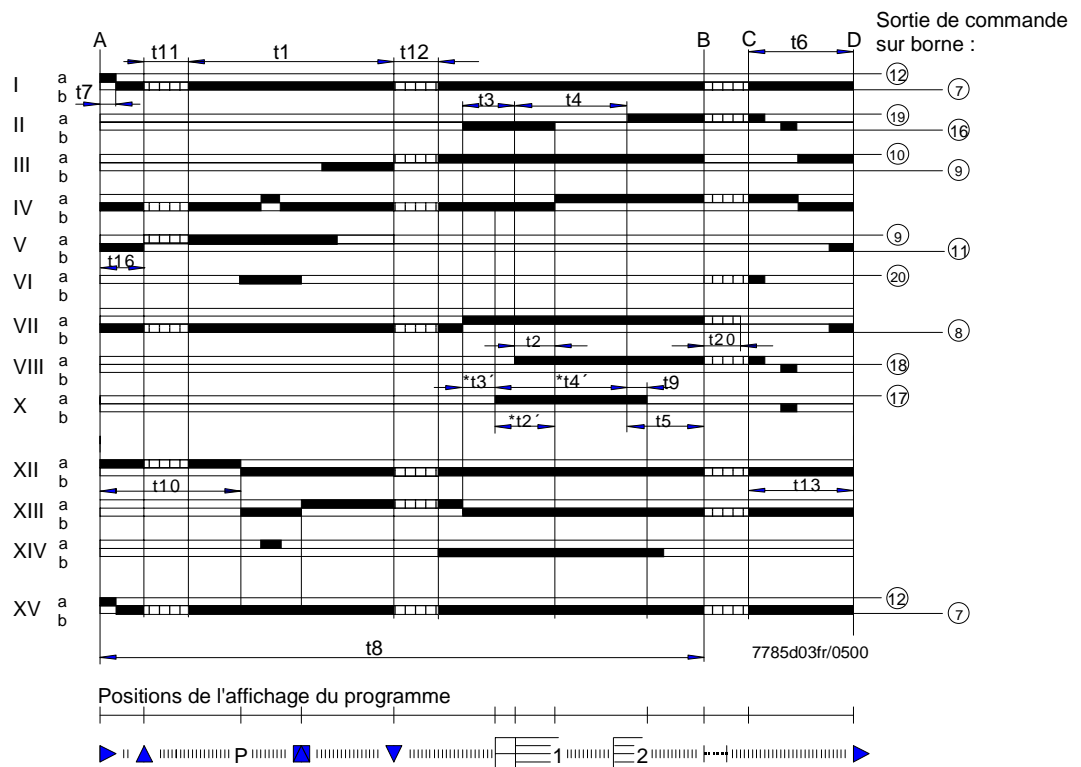 Sortie de commande
sur borne :
A B C D
t11 t1 t12 t6
I a 12
b 7
t7
t3 t4
II a 19
b 16
III a 10
b 9
IV a
b
V a 9
b 11
t16
VI a 20
b
VII a
b 8
t2 t20
VIII a 18
b
*t3´ *t4´ t9
X a 17
b
*t2´ t5
XII a
b
t10 t13
XIII a
b
XIV a
b
XV a 12
b 7
t8
7785d03fr/0500
Positions de l'affichage du programme
P 1 2